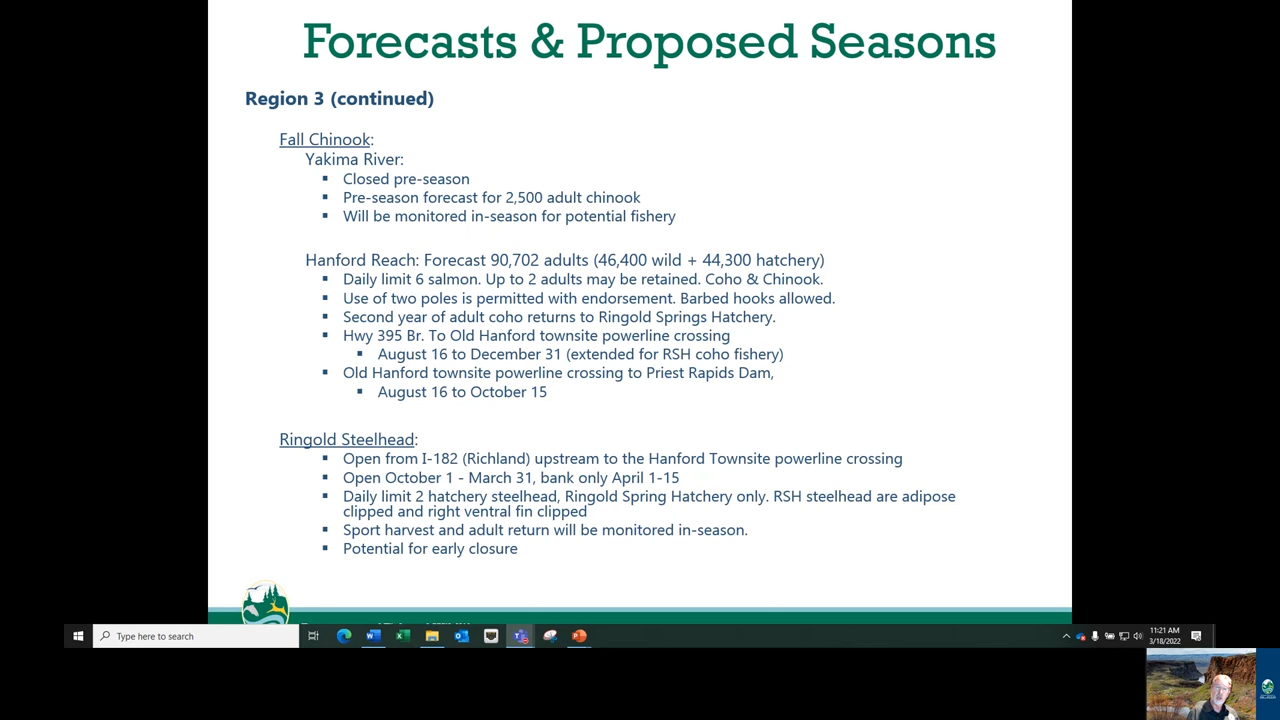 Forecasts & Proposed Seasons
Region 3 (continued)
Fall Chinook:
Yakima River:
▪ Closed pre-season
▪ Pre-season forecast for 2,500 adult chinook
▪ Will be monitored in-season for potential fishery
Hanford Reach: Forecast 90,702 adults (46,400 wild + 44,300 hatchery)
▪ Daily limit 6 salmon. Up to 2 adults may be retained. Coho & Chinook.
▪ Use of two poles is permitted with endorsement. Barbed hooks allowed.
▪ Second year of adult coho returns to Ringold Springs Hatchery.
▪ Hwy 395 Br. To Old Hanford townsite powerline crossing
▪ August 16 to December 31 (extended for RSH coho fishery)
▪ Old Hanford townsite powerline crossing to Priest Rapids Dam,
▪ August 16 to October 15
Ringold Steelhead:
▪ Open from I-182 (Richland) upstream to the Hanford Townsite powerline crossing
▪ Open October 1 - March 31, bank only April 1-15
▪ Daily limit 2 hatchery steelhead, Ringold Spring Hatchery only. RSH steelhead are adipose
clipped and right ventral fin clipped
▪ Sport harvest and adult return will be monitored in-season.
▪ Potential for early closure
Type here to search
11:21 AM
3/18/2022